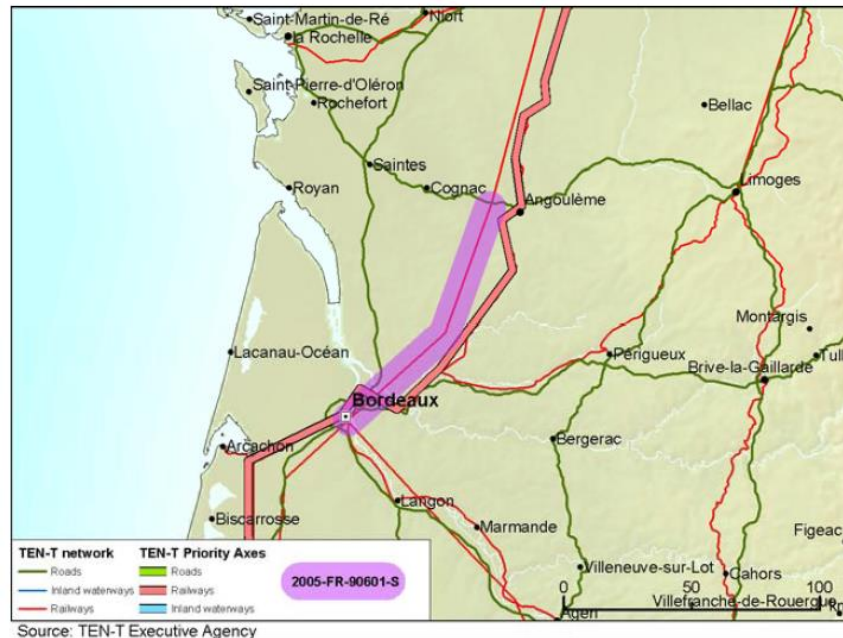 Saint-Martin-de-Ré
Niort
la Rochelle
Saint-Pierre-d'Oléron
Rochefort
Bellac
Saintes
Royan
Cognac
Limoges
Angoulême
Montargis
Lacanau-Océan
Périgueux
Brive-la-Gaillarde
Bordeaux
Arcachon
Bergerac
Langon
Biscarrosse
Marmande
Figeac
TEN-T network
TEN-T Priority Axes
Roads
Roads
2005-FR-90601-S
Inland waterways
Railways
Railways
Inland waterways
Villeneuve-sur-Lot
Cahors
0 50 100
Villefranche-de-Rouergue
Agen
Source: TEN-T Executive Agency